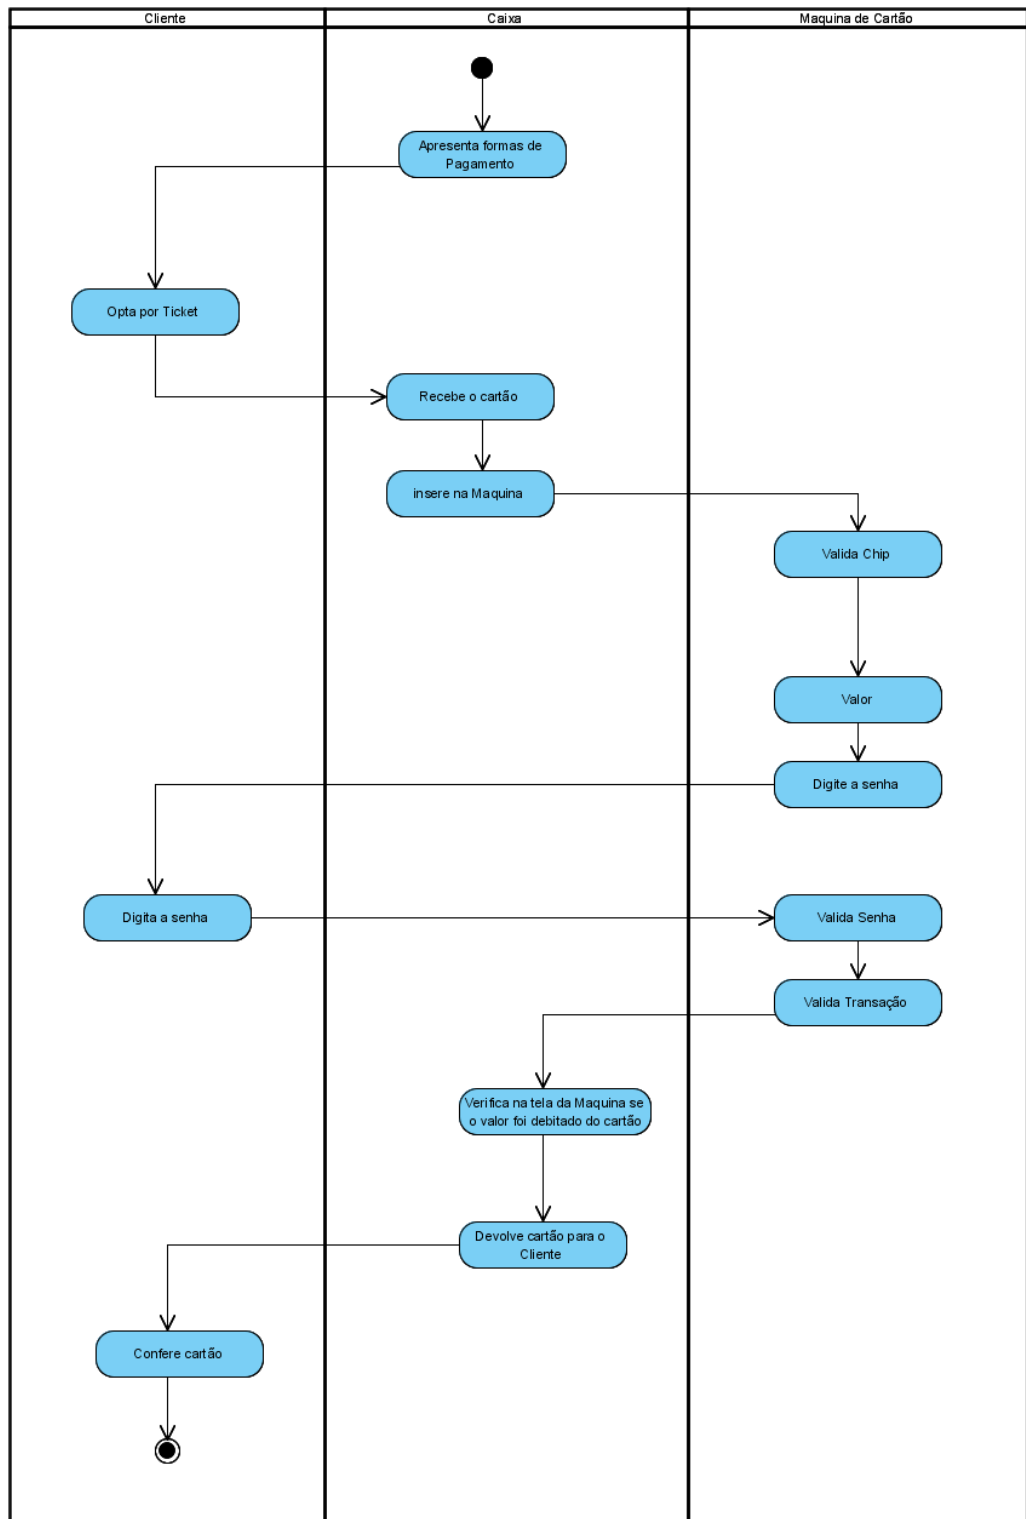 Cliente
Caixa
Maquina de Cartão
Apresenta formas de
Pagamento
Opta por Ticket
Recebe o cartão
insere na Maquina
Valida Chip
Valor
Digite a senha
Digita a senha
Valida Senha
Valida Transação
Verifica na tela da Maquina se
o valor foi debitado do cartão
Devolve cartão para o
Cliente
Confere cartão